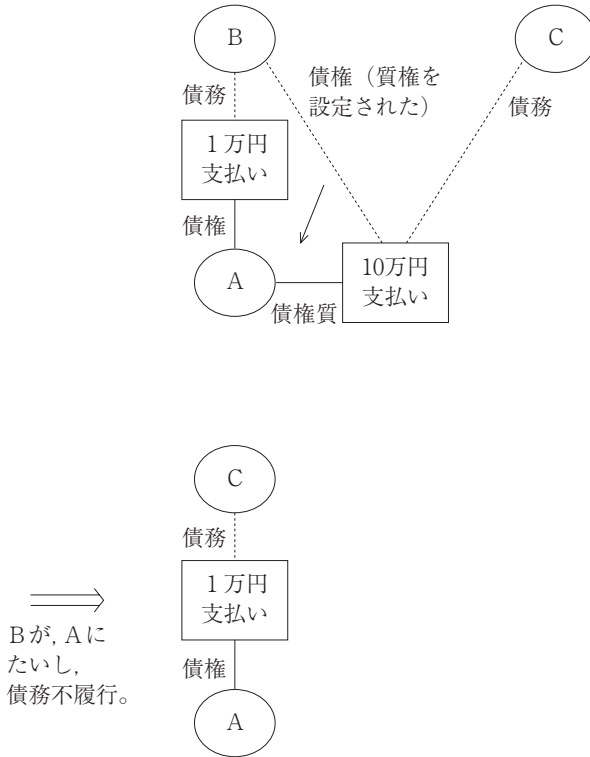 B
C
債権（質権を
設定された）
債務
債務
１万円
支払い
債権
A
10万円
支払い
債権質
C
債務
１万円
支払い
債権
A
Bが，Aに
たいし，
債務不履行。